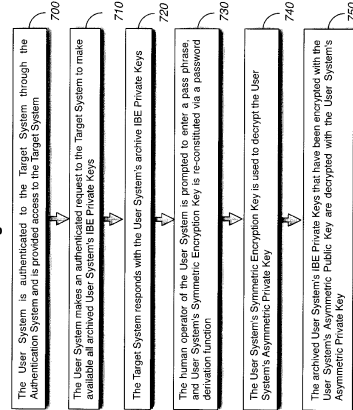 The User System is authenticated to the Target System through the
Authentication System and is provided access to the Target System
700
The User System makes an authenticated request to the Target System to make
available all archived User System's IBE Private Keys
710
The Target System responds with the User System's archive IBE Private Keys
720
The human operator of the User System is prompted to enter a pass phrase,
and User System's Symmetric Encryption Key is re-constituted via a password
derivation function
730
The User System's Symmetric Encryption Key is used to decrypt the User
System's Asymmetric Private Key
740
The archived User System's IBE Private Keys that have been encrypted with the
User System's Asymmetric Public Key are decrypted with the User System's
Asymmetric Private Key
750